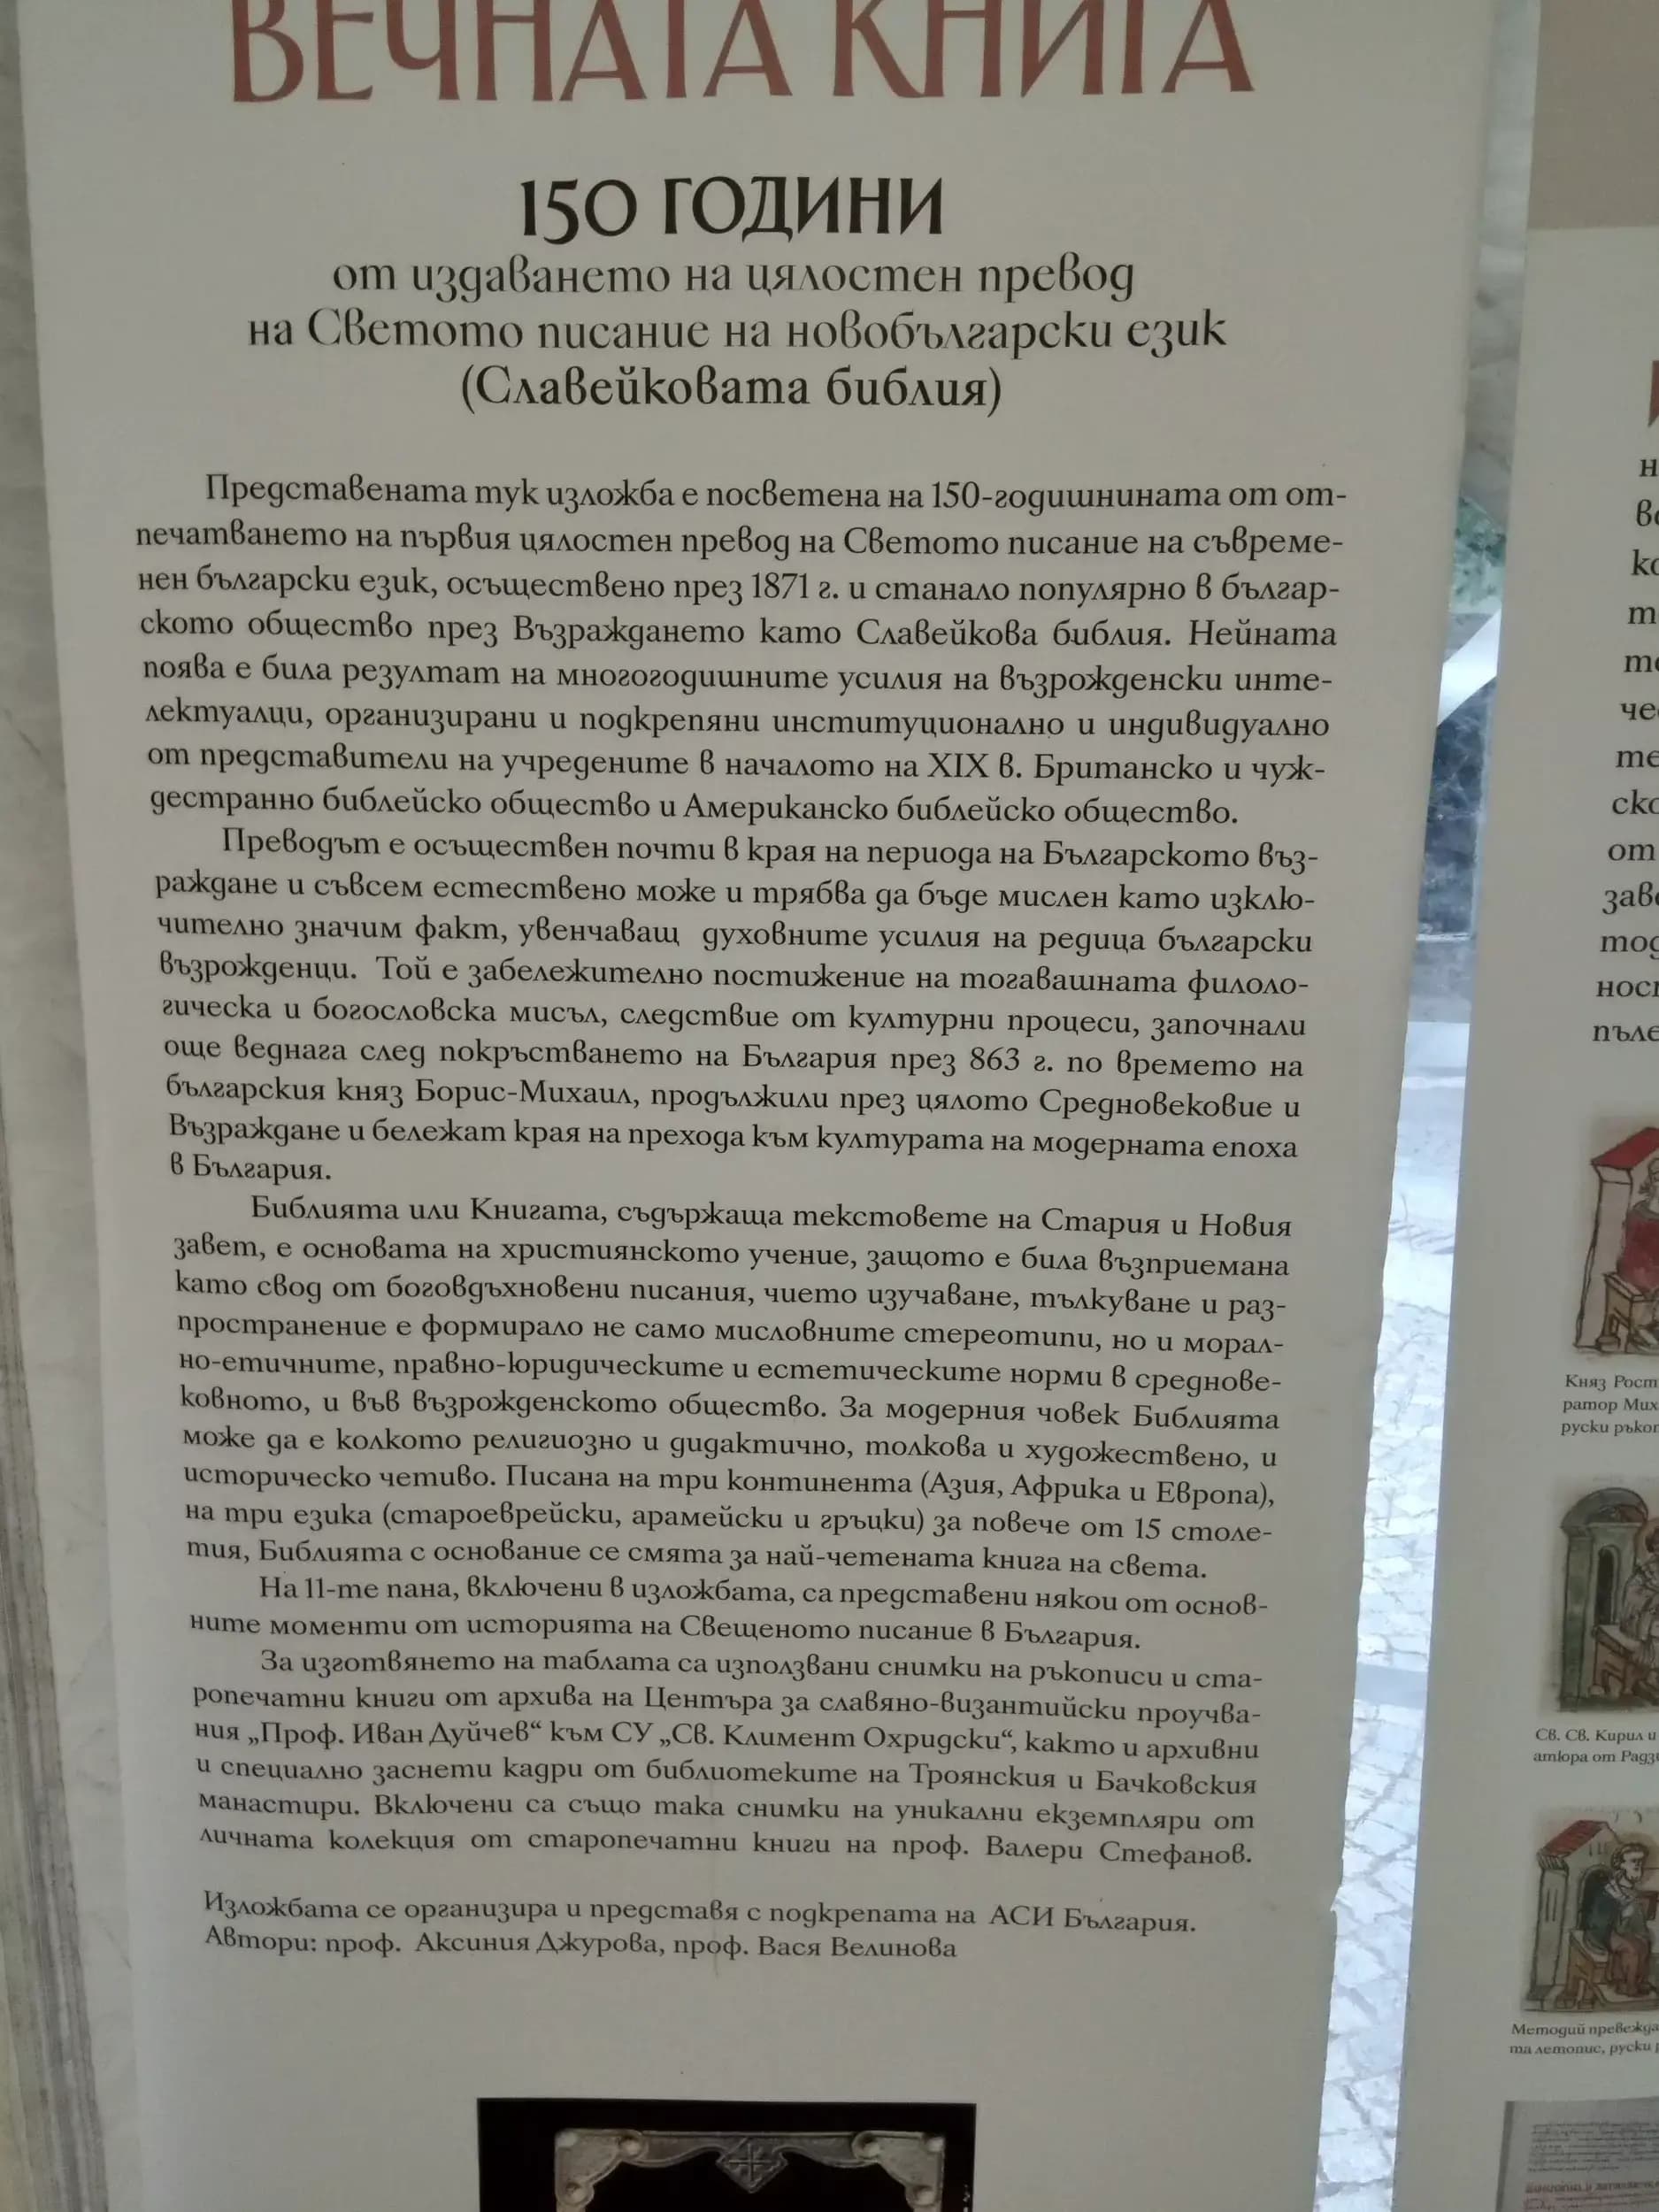 ВЕЧНАТА КНИГА
150 ГОДИНИ
от издаването на цялостен превод
на Светото писание на новобългарски език
(Славейковата библия)
Представената тук изложба е посветена на 150-годишнината от от-
печатването на първия цялостен превод на Светото писание на съвреме-
нен български език, осъществено през 1871 г. и станало популярно в българ-
ското общество през Възраждането като Славейкова библия. Нейната
поява е била резултат на многогодишните усилия на възрожденски инте-
лектуалци, организирани и подкрепяни институционално и индивидуално
от представители на учредените в началото на XIX в. Британско и чуж-
дестранно библейско общество и Американско библейско общество.
Преводът е осъществен почти в края на периода на Българското въз-
раждане и съвсем естествено може и трябва да бъде мислен като изклю-
чително значим факт, увенчаващ духовните усилия на редица български
възрожденци. Той е забележително постижение на тогавашната филоло-
гическа и богословска мисъл, следствие от културни процеси, започнали
още веднага след покръстването на България през 863 г. по времето на
българския княз Борис-Михаил, продължили през цялото Средновековие и
Възраждане и бележат края на прехода към културата на модерната епоха
в България.
Библията или Книгата, съдържаща текстовете на Стария и Новия
завет, е основата на християнското учение, защото е била възприемана
като свод от боговдъхновени писания, чието изучаване, тълкуване и раз-
пространение е формирало не само мисловните стереотипи, но и морал-
но-етичните, правно-юридическите и естетическите норми в среднове-
ковното, и във възрожденското общество. За модерния човек Библията
може да е колкото религиозно и дидактично, толкова и художествено, и
историческо четиво. Писана на три континента (Азия, Африка и Европа),
на три езика (староеврейски, арамейски и гръцки) за повече от 15 столе-
тия, Библията с основание се смята за най-четената книга на света.
На 11-те пана, включени в изложбата, са представени някои от основ-
ните моменти от историята на Свещеното писание в България.
За изготвянето на таблата са използвани снимки на ръкописи и ста-
ропечатни книги от архива на Центъра за славяно-византийски проучва-
ния „Проф. Иван Дуйчев“ към СУ „Св. Климент Охридски“, както и архивни
и специално заснети кадри от библиотеките на Троянския и Бачковския
манастири. Включени са също така снимки на уникални екземпляри от
личната колекция от старопечатни книги на проф. Валери Стефанов.
Изложбата се организира и представя с подкрепата на АСИ България.
Автори: проф. Аксиния Джурова, проф. Вася Велинова
Княз Рост
ратор Мих
руски ръкоп
Св. Св. Кирил и
атюра от Радзи
Методий превежда
та летопис, руски р